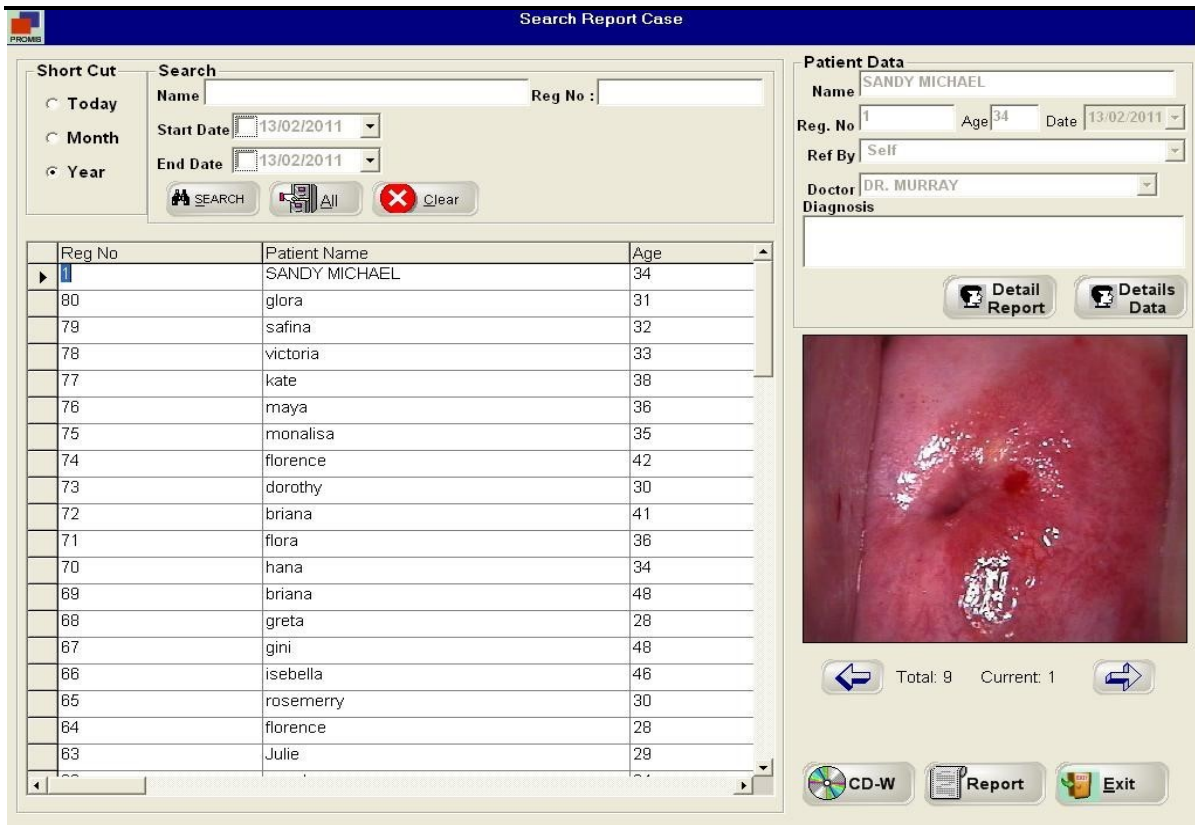 Search Report Case
PROMIS
Short Cut
Today
Month
Year
Search
Name
Reg No :
Start Date 13/02/2011
End Date 13/02/2011
SEARCH All Clear
Patient Data
Name SANDY MICHAEL
Reg. No 1 Age 34 Date 13/02/2011
Ref By Self
Doctor DR. MURRAY
Diagnosis
Detail Report
Details Data
Reg No Patient Name Age
1 SANDY MICHAEL 34
80 glora 31
79 safina 32
78 victoria 33
77 kate 38
76 maya 36
75 monalisa 35
74 florence 42
73 dorothy 30
72 briana 41
71 flora 36
70 hana 34
69 briana 48
68 greta 28
67 gini 48
66 isebella 46
65 rosemerry 30
64 florence 28
63 Julie 29
Total: 9 Current: 1
CD-W Report Exit